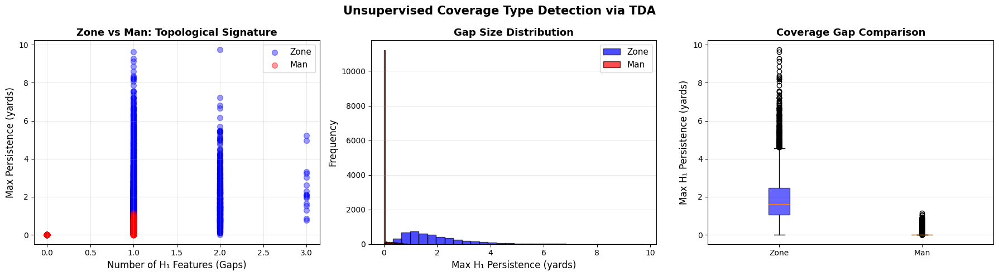 Unsupervised Coverage Type Detection via TDA
Zone vs Man: Topological Signature
Max Persistence (yards)
10
8
6
4
2
0
0.0 0.5 1.0 1.5 2.0 2.5 3.0
Number of H₁ Features (Gaps)
Zone
Man
Gap Size Distribution
Frequency
10000
8000
6000
4000
2000
0
0 2 4 6 8 10
Max H₁ Persistence (yards)
Zone
Man
Coverage Gap Comparison
Max H₁ Persistence (yards)
10
8
6
4
2
0
Zone Man